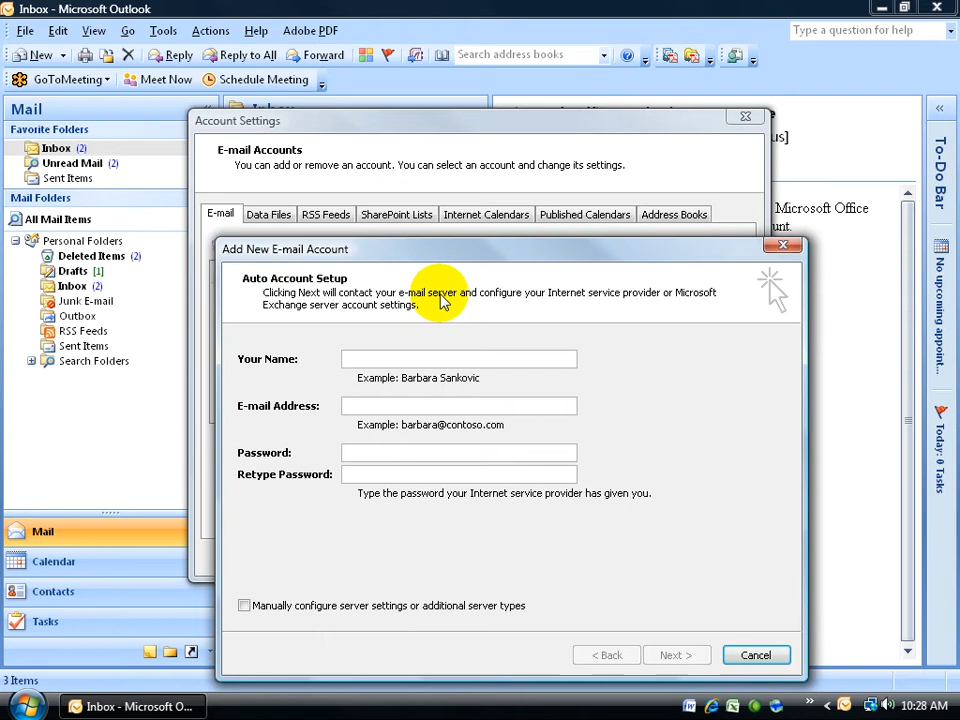 Inbox - Microsoft Outlook
File Edit View Go Tools Actions Help Adobe PDF
Type a question for help
New Reply Reply to All Forward Search address books
GoToMeeting Meet Now Schedule Meeting
Mail
Favorite Folders
Inbox (2)
Unread Mail (2)
Sent Items
Mail Folders
All Mail Items
Personal Folders
Deleted Items (2)
Drafts [1]
Inbox (2)
Junk E-mail
Outbox
RSS Feeds
Sent Items
Search Folders
Mail
Calendar
Contacts
Tasks
3 Items
Inbox
us]
Microsoft Office
unt.
Account Settings
E-mail Accounts
You can add or remove an account. You can select an account and change its settings.
E-mail Data Files RSS Feeds SharePoint Lists Internet Calendars Published Calendars Address Books
Add New E-mail Account
Auto Account Setup
Clicking Next will contact your e-mail server and configure your Internet service provider or Microsoft
Exchange server account settings.
Your Name:
Example: Barbara Sankovic
E-mail Address:
Example: barbara@contoso.com
Password:
Retype Password:
Type the password your Internet service provider has given you.
Manually configure server settings or additional server types
< Back Next > Cancel
To-Do Bar
No upcoming appoint...
Today: 0 Tasks
Inbox - Microsoft O...
10:28 AM